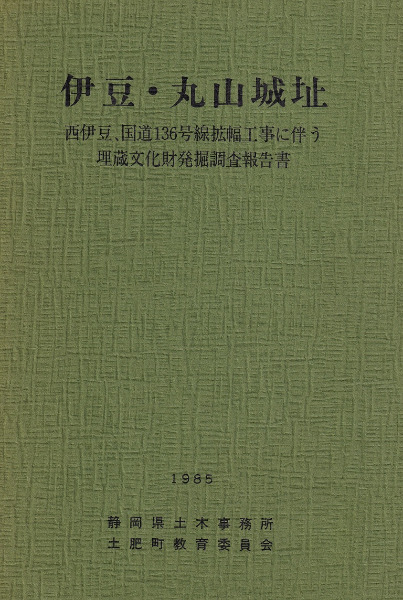 伊豆・丸山城址
西伊豆、国道136号線拡幅工事に伴う
埋蔵文化財発掘調査報告書
1985
静岡県土木事務所
土肥町教育委員会